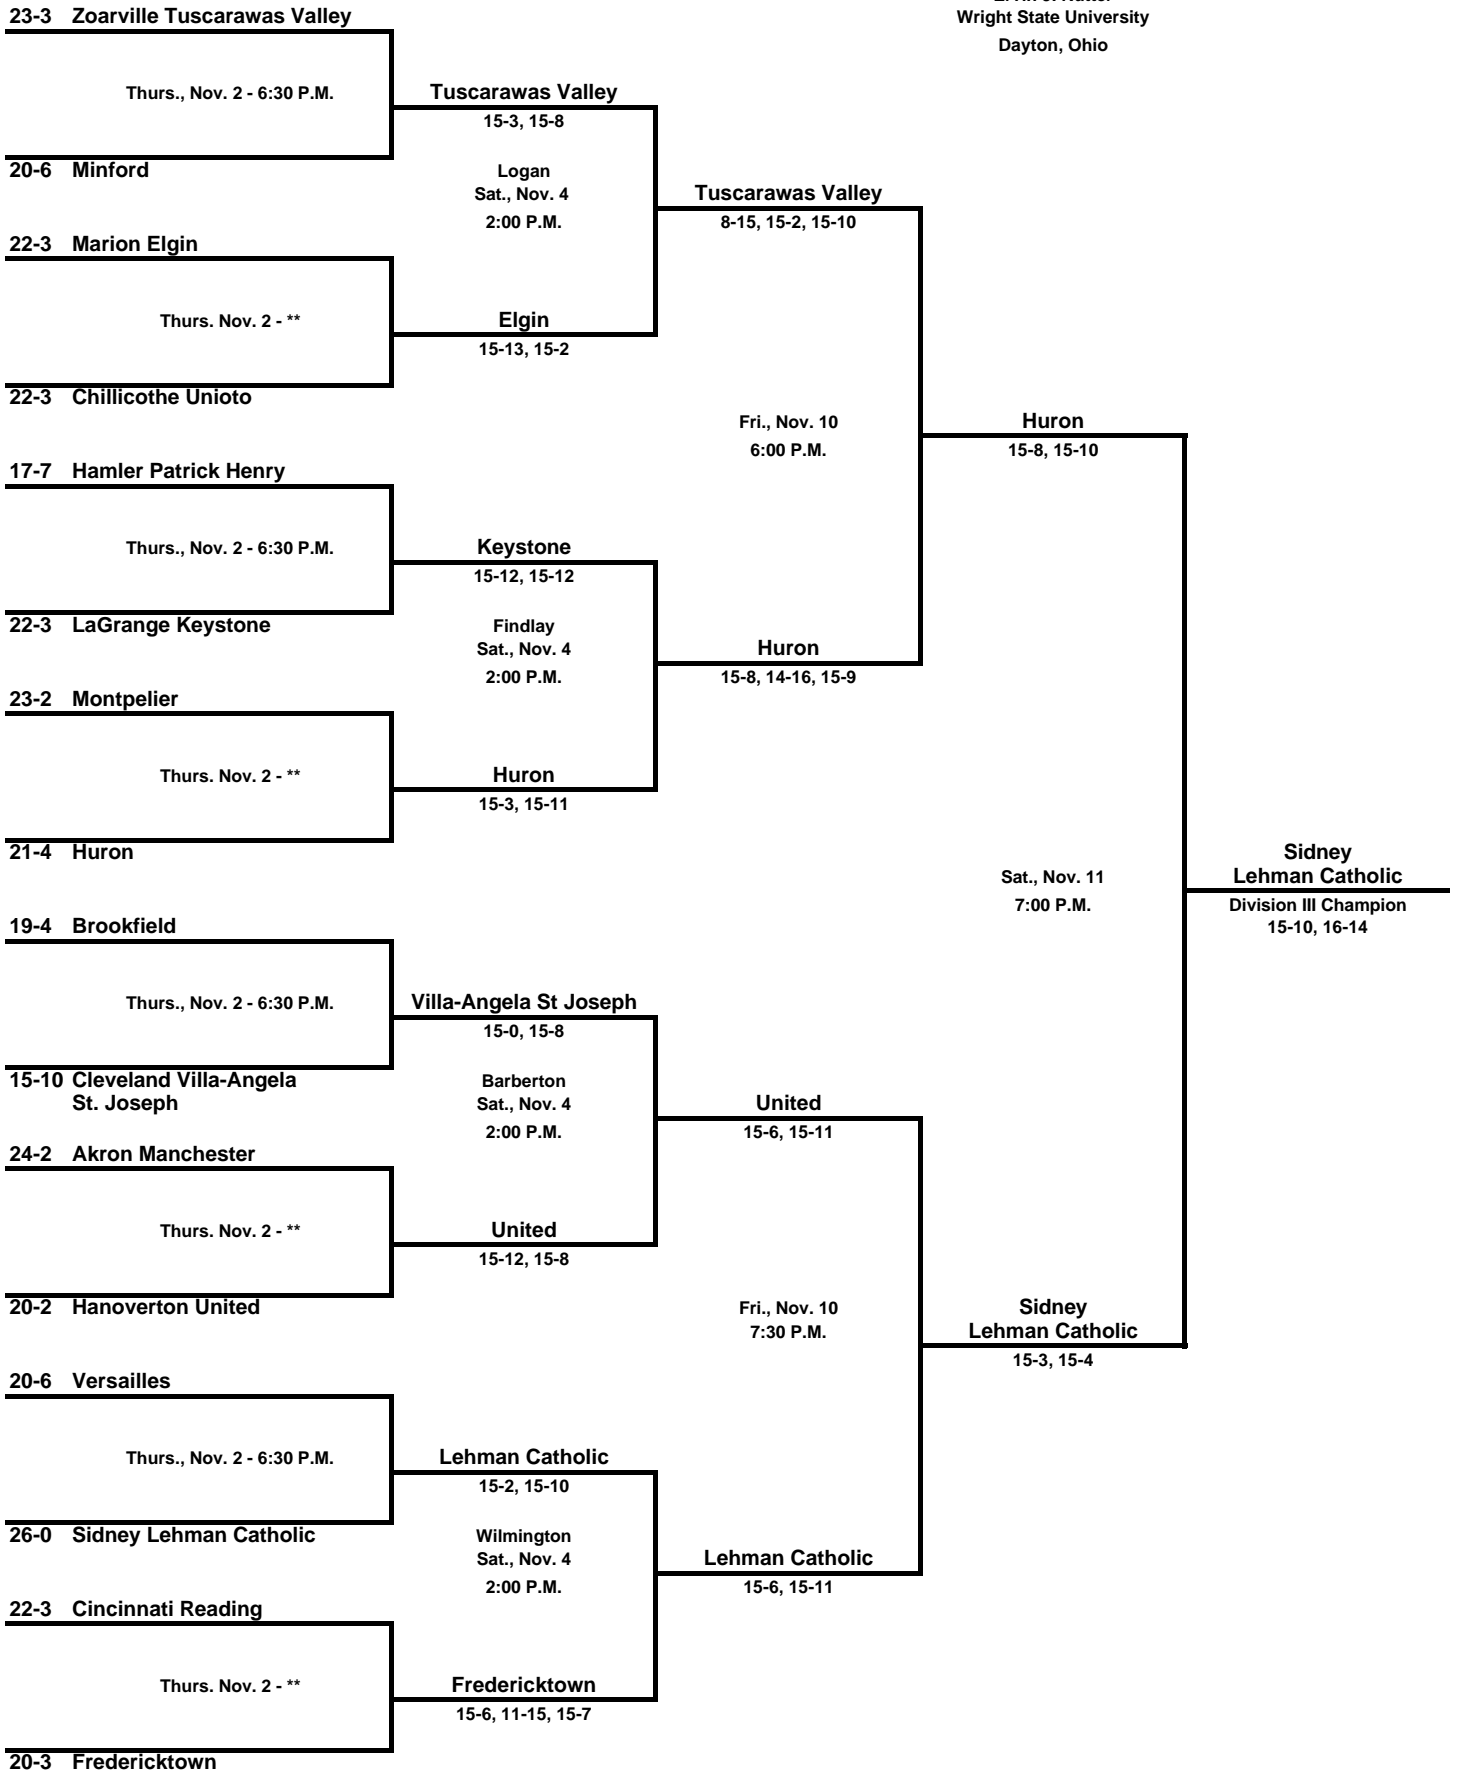 23-3 Zoarville Tuscarawas Valley
Wright State University
Dayton, Ohio
Thurs., Nov. 2 - 6:30 P.M.
Tuscarawas Valley
15-3, 15-8
20-6 Minford
Logan
Sat., Nov. 4
2:00 P.M.
Tuscarawas Valley
8-15, 15-2, 15-10
22-3 Marion Elgin
Thurs. Nov. 2 - **
Elgin
15-13, 15-2
22-3 Chillicothe Unioto
Fri., Nov. 10
6:00 P.M.
Huron
15-8, 15-10
17-7 Hamler Patrick Henry
Thurs., Nov. 2 - 6:30 P.M.
Keystone
15-12, 15-12
22-3 LaGrange Keystone
Findlay
Sat., Nov. 4
2:00 P.M.
Huron
15-8, 14-16, 15-9
23-2 Montpelier
Thurs. Nov. 2 - **
Huron
15-3, 15-11
21-4 Huron
Sat., Nov. 11
7:00 P.M.
Sidney
Lehman Catholic
Division III Champion
15-10, 16-14
19-4 Brookfield
Thurs., Nov. 2 - 6:30 P.M.
Villa-Angela St Joseph
15-0, 15-8
15-10 Cleveland Villa-Angela
St. Joseph
Barberton
Sat., Nov. 4
2:00 P.M.
United
15-6, 15-11
24-2 Akron Manchester
Thurs. Nov. 2 - **
United
15-12, 15-8
20-2 Hanoverton United
Fri., Nov. 10
7:30 P.M.
Sidney
Lehman Catholic
15-3, 15-4
20-6 Versailles
Thurs., Nov. 2 - 6:30 P.M.
Lehman Catholic
15-2, 15-10
26-0 Sidney Lehman Catholic
Wilmington
Sat., Nov. 4
2:00 P.M.
Lehman Catholic
15-6, 15-11
22-3 Cincinnati Reading
Thurs. Nov. 2 - **
Fredericktown
15-6, 11-15, 15-7
20-3 Fredericktown